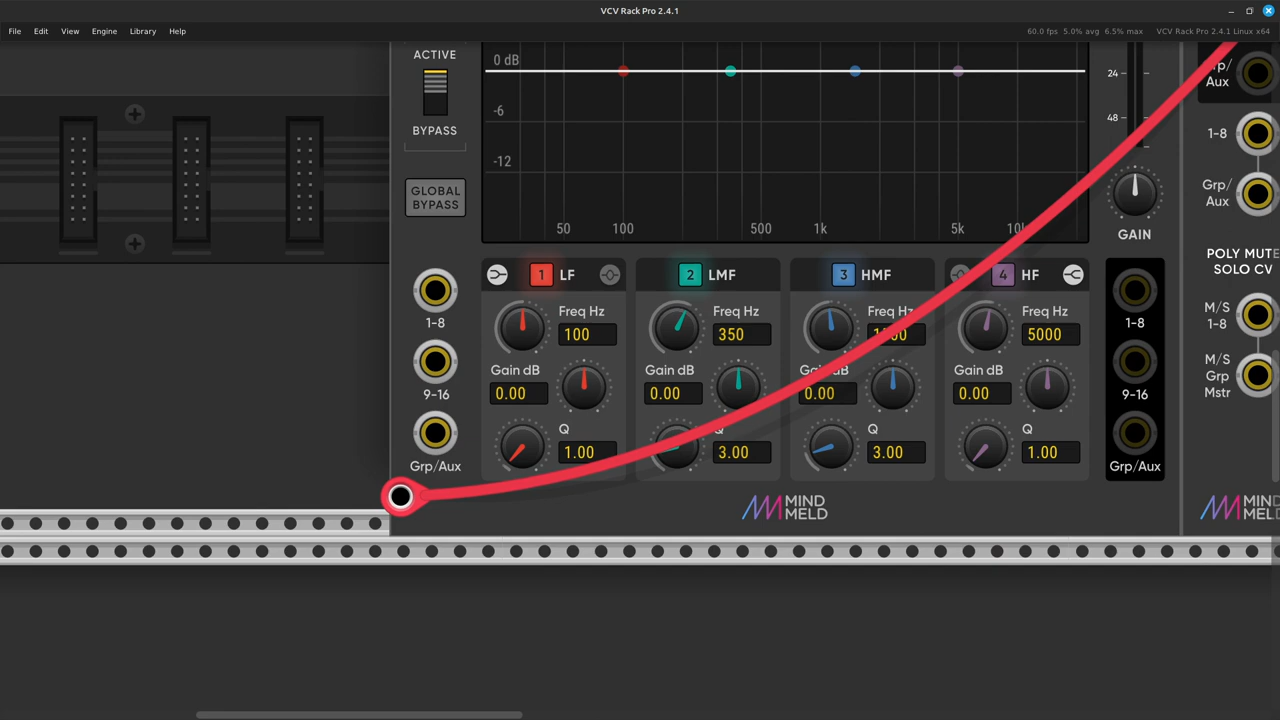 VCV Rack Pro 2.4.1
File Edit View Engine Library Help
60.0 fps 5.0% avg 6.5% max VCV Rack Pro 2.4.1 Linux x64
ACTIVE
BYPASS
GLOBAL
BYPASS
0 dB
-6
-12
50 100 500 1k 5k
24
48
GAIN
Aux
1-8
Grp/
Aux
POLY MUTE
SOLO CV
M/S
1-8
M/S
Grp
Mstr
1-8
9-16
Grp/Aux
1 LF
Freq Hz
100
Gain dB
0.00
Q
1.00
2 LMF
Freq Hz
350
Gain dB
0.00
Q
3.00
3 HMF
Freq Hz
Gain dB
0.00
Q
3.00
4 HF
Freq Hz
5000
Gain dB
0.00
Q
1.00
1-8
9-16
Grp/Aux
MIND
MELD
MIND
MEL